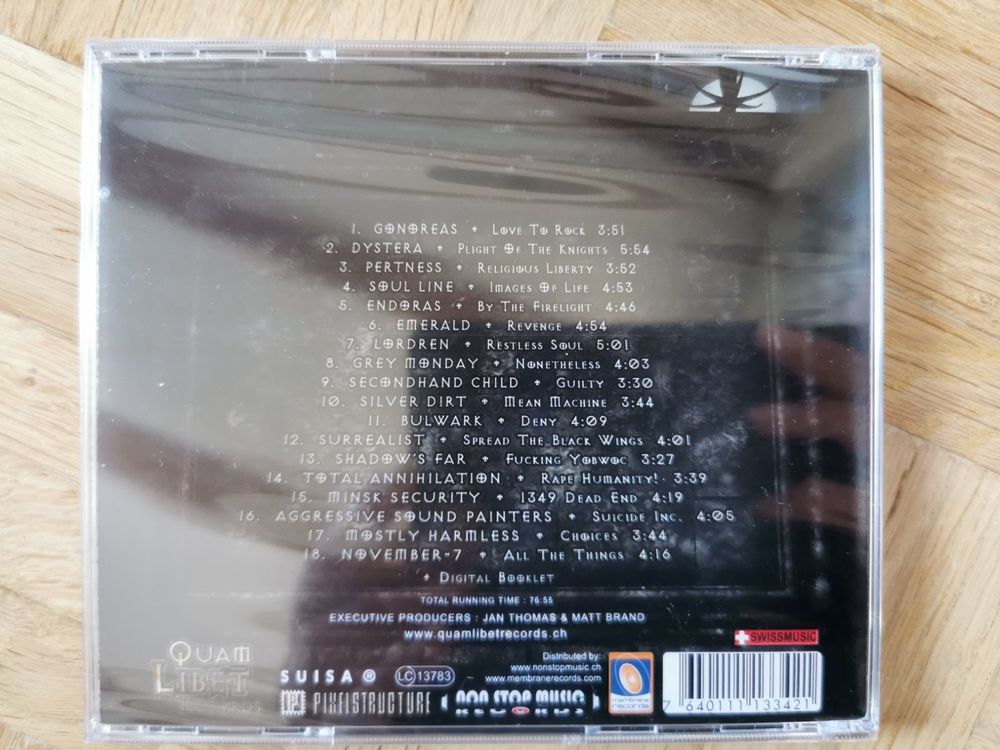 1. GONOREAS + LOVE TO ROCK 3:51
2. DYSTERA + PLIGHT OF THE KNIGHTS 5:54
3. PERTNESS + RELIGIOUS LIBERTY 3:52
4. SOUL LINE + IMAGES OF LIFE 4:53
5. ENDORAS + BY THE FIRELIGHT 4:46
6. EMERALD + REVENGE 4:54
7. LORDREN + RESTLESS SOUL 5:01
8. GREY MONDAY + NONETHELESS 4:03
9. SECONDHAND CHILD + GUILTY 3:30
10. SILVER DIRT + MEAN MACHINE 3:44
11. BULWARK + DENY 4:09
12. SURREALIST + SPREAD THE BLACK WINGS 4:01
13. SHADOW'S FAR + FUCKING YOBWOC 3:27
14. TOTAL ANNIHILATION + RAPE HUMANITY! 3:39
15. MINSK SECURITY + 1349 DEAD END 4:19
16. AGGRESSIVE SOUND PAINTERS + SUICIDE INC. 4:05
17. MOSTLY HARMLESS + CHOICES 3:44
18. NOVEMBER-7 + ALL THE THINGS 4:16
+ DIGITAL BOOKLET
TOTAL RUNNING TIME : 76:55
EXECUTIVE PRODUCERS : JAN THOMAS & MATT BRAND
www.quamlibetrecords.ch
SWISSMUSIC
QUAM
LIBET
SUISA ®
LC 13783
PIXELSTRUCTURE
NON STOP MUSIC
RECORDS
Distributed by:
www.nonstopmusic.ch
www.membranerecords.com
membrane
records
7 640111 133421